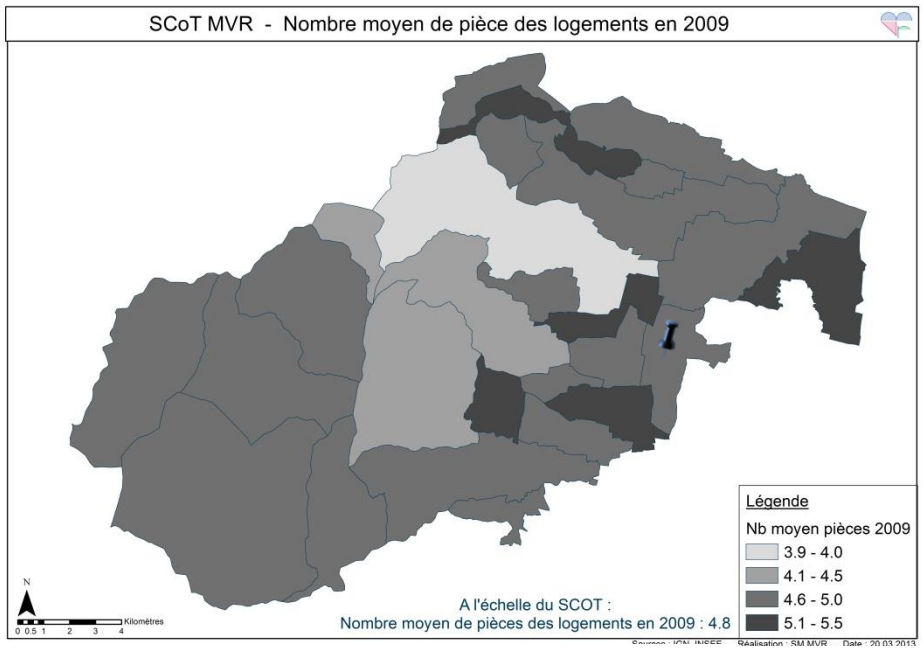 SCoT MVR - Nombre moyen de pièce des logements en 2009
Légende
Nb moyen pièces 2009
3.9 - 4.0
4.1 - 4.5
4.6 - 5.0
5.1 - 5.5
N
0 0.5 1 2 3 4 Kilomètres
A l'échelle du SCOT :
Nombre moyen de pièces des logements en 2009 : 4.8
Sources : IGN, INSEE Réalisation : SM MVR Date : 20.03.2013